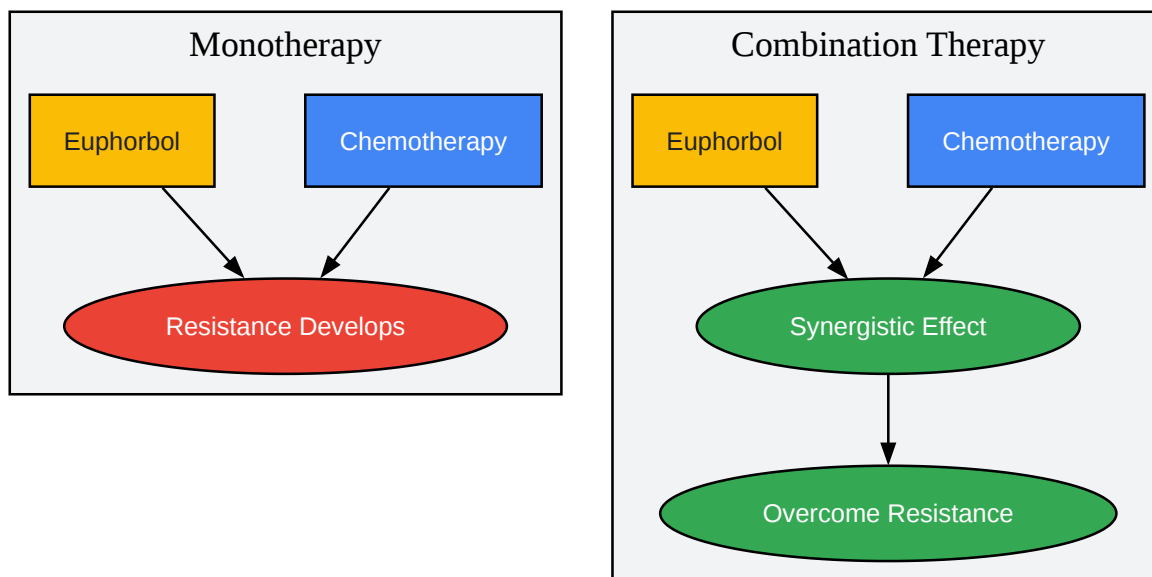 Monotherapy
Euphorbol
Chemotherapy
Resistance Develops
Combination Therapy
Euphorbol
Chemotherapy
Synergistic Effect
Overcome Resistance